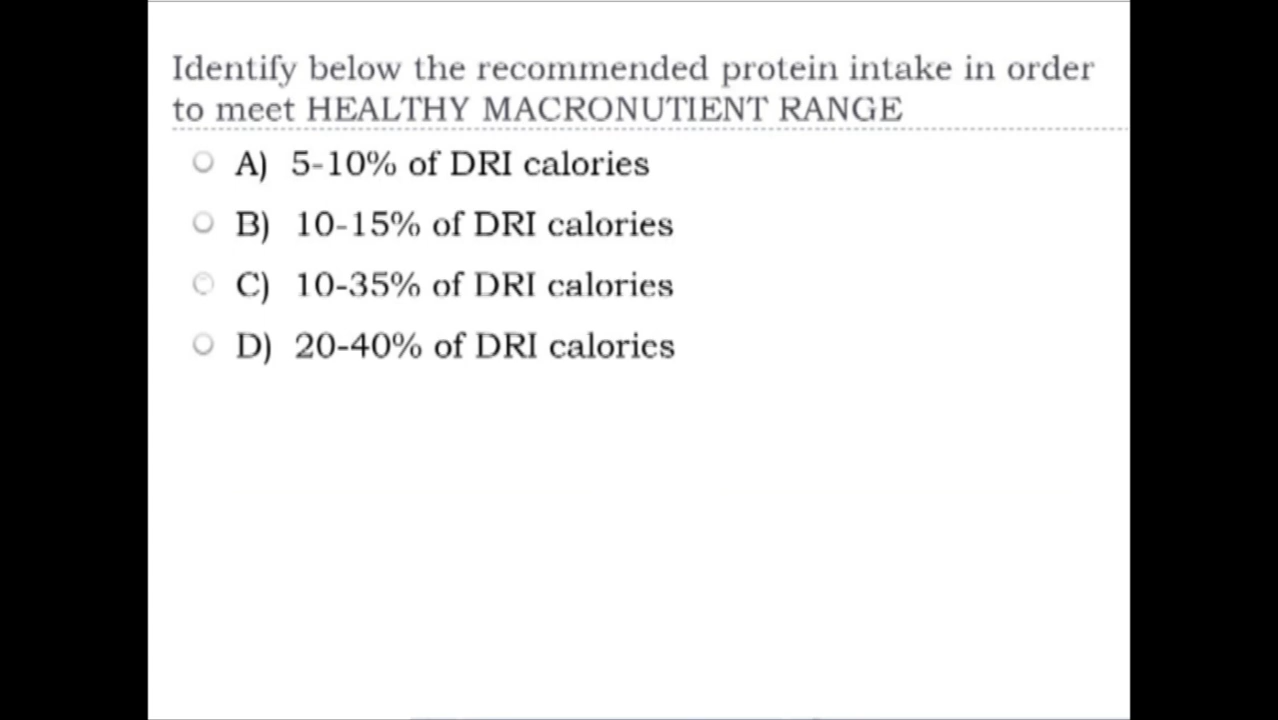 Identify below the recommended protein intake in order
to meet HEALTHY MACRONUTIENT RANGE
A) 5-10% of DRI calories
B) 10-15% of DRI calories
C) 10-35% of DRI calories
D) 20-40% of DRI calories